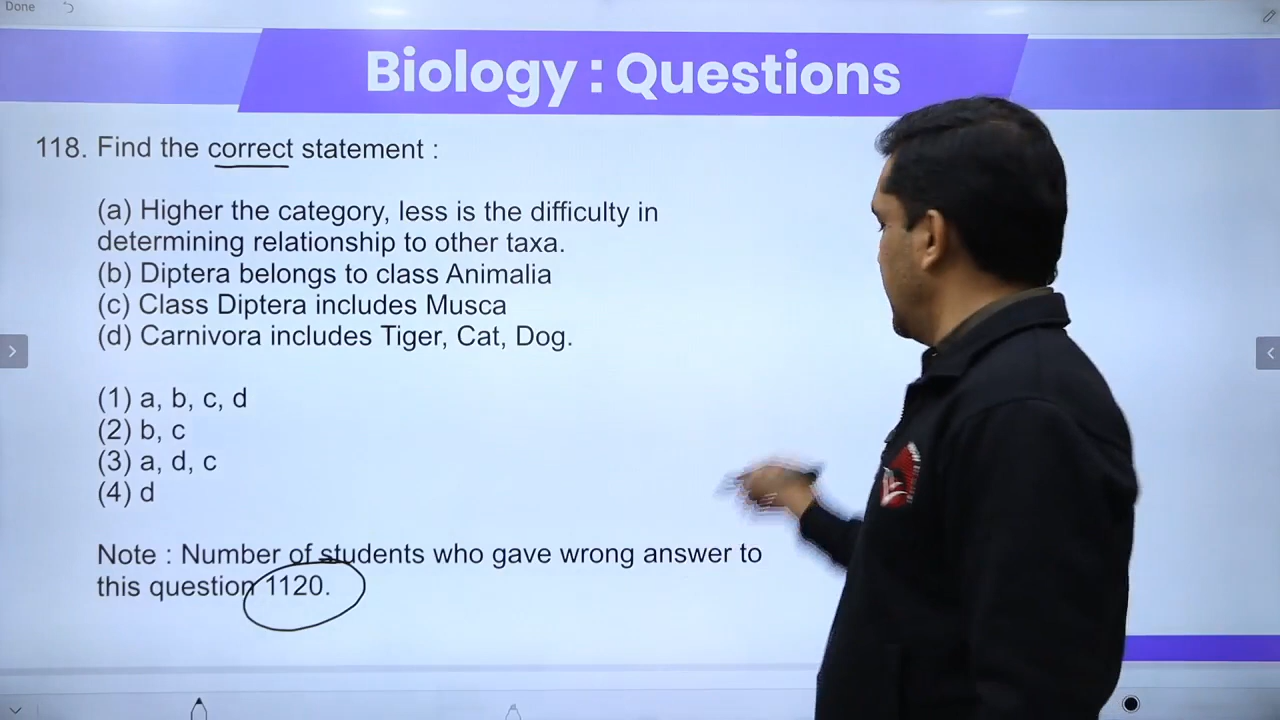 Done
Biology : Questions
118. Find the correct statement :
(a) Higher the category, less is the difficulty in
determining relationship to other taxa.
(b) Diptera belongs to class Animalia
(c) Class Diptera includes Musca
(d) Carnivora includes Tiger, Cat, Dog.
(1) a, b, c, d
(2) b, c
(3) a, d, c
(4) d
Note : Number of students who gave wrong answer to
this question 1120.